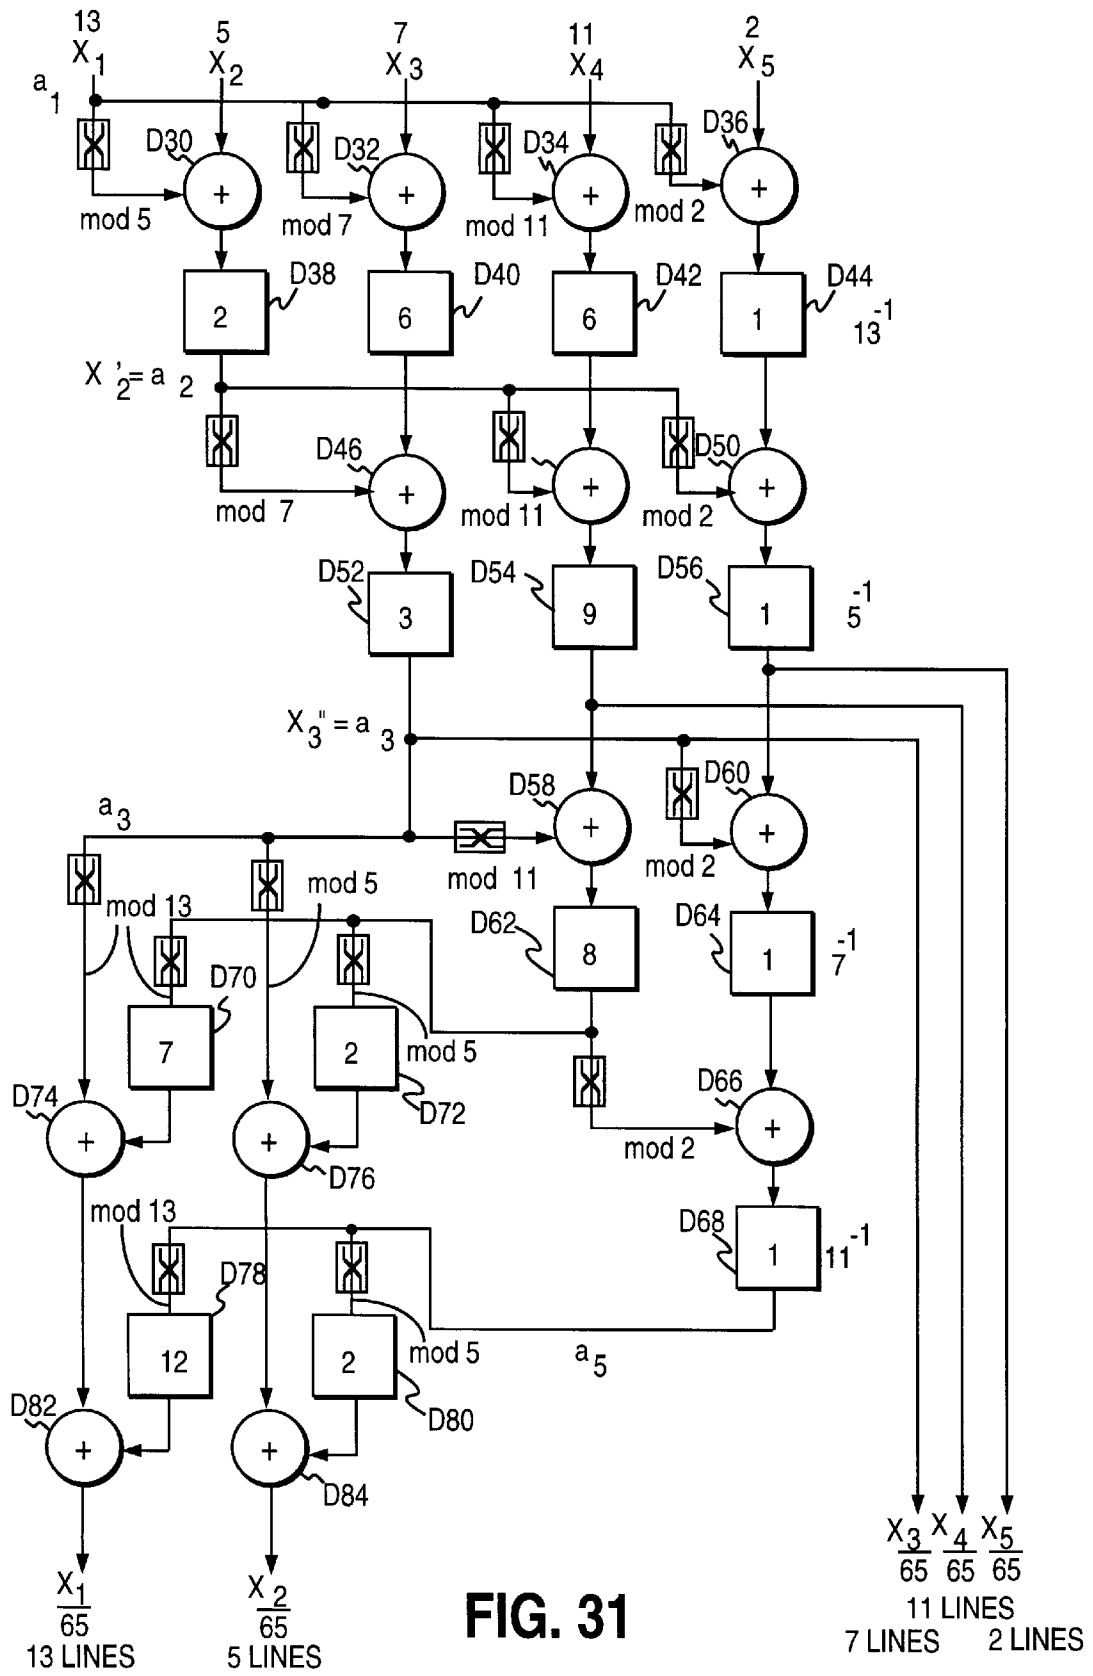 13 5 7 11 2
X1 X2 X3 X4 X5
a1
D30 D32 D34 D36
+ + + +
mod 5 mod 7 mod 11 mod 2
D38 D40 D42 D44
2 6 6 1 13-1
X'2 = a2
D46 D50
+ + +
mod 7 mod 11 mod 2
D52 D54 D56
3 9 1 5-1
X3" = a3
D58 D60
a3
+ +
mod 11 mod 2
mod 5
mod 13
D62 D64
8 1 7-1
D70
7 2 mod 5
D66
D74 D72
+ + +
mod 2
D76
mod 13
D68
1 11-1
D78
12 2 mod 5 a5
D82 D80
+ +
D84
X3/65 X4/65 X5/65
X1/65 X2/65
11 LINES
7 LINES 2 LINES
13 LINES 5 LINES
FIG. 31